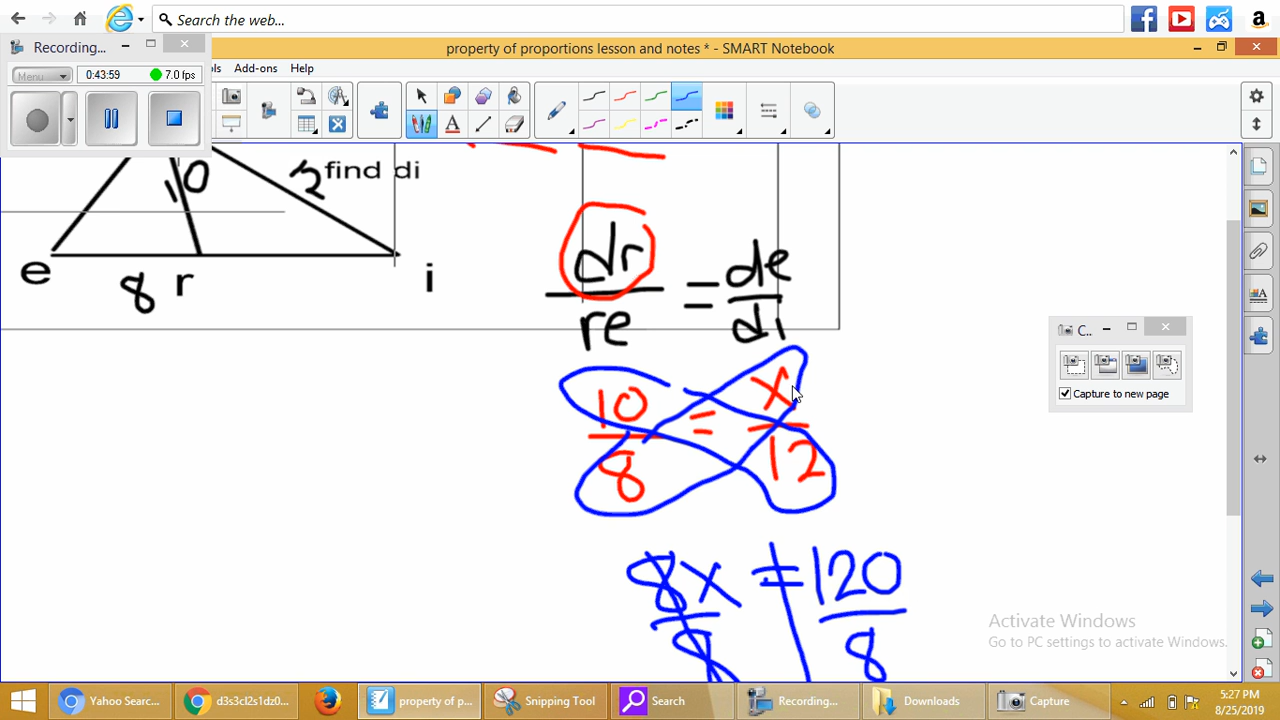 Search the web...
Recording...
property of proportions lesson and notes * - SMART Notebook
Menu
0:43:59
7.0 fps
ols
Add-ons
Help
10
2
find di
e
8
r
i
dr
re
=
de
di
10
8
=
x
12
8x = 120
8
8
C..
Capture to new page
Activate Windows
Go to PC settings to activate Windows.
Yahoo Searc...
d3s3cl2s1dz0...
property of p...
Snipping Tool
Search
Recording...
Downloads
Capture
5:27 PM
8/25/2019